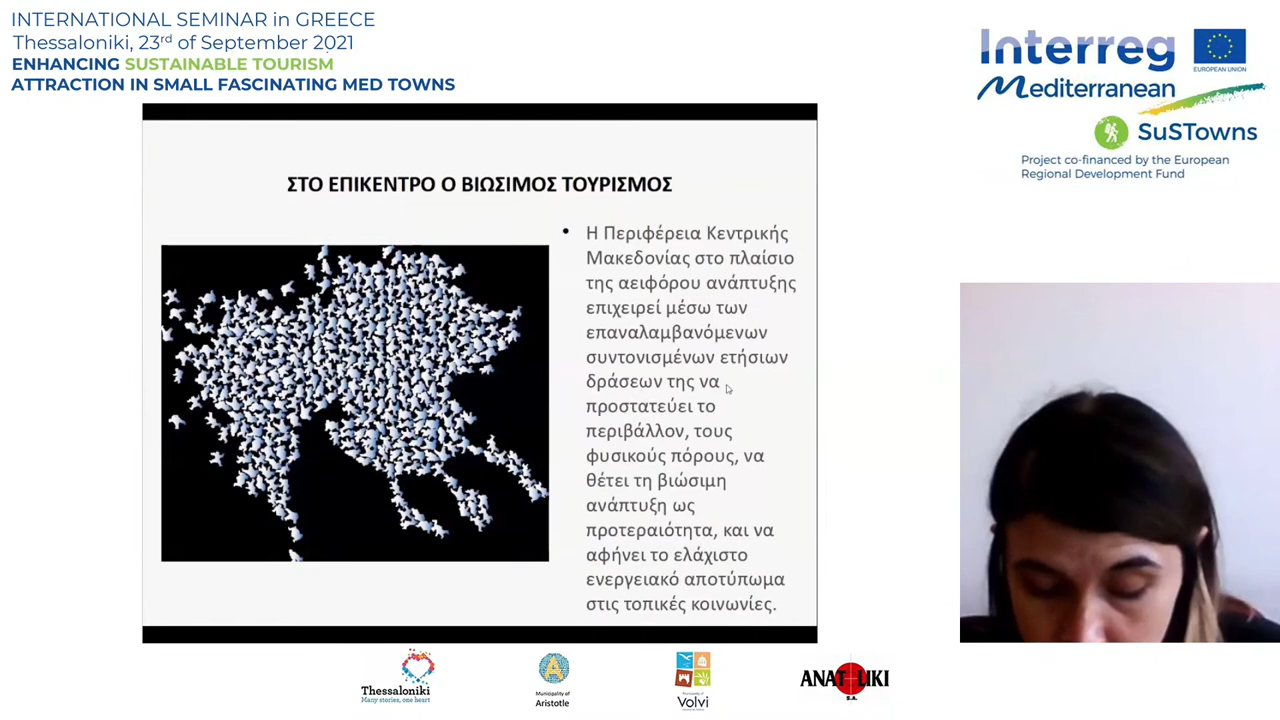 INTERNATIONAL SEMINAR in GREECE
Thessaloniki, 23rd of September 2021
ENHANCING SUSTAINABLE TOURISM
ATTRACTION IN SMALL FASCINATING MED TOWNS
Interreg
EUROPEAN UNION
Mediterranean
SuSTowns
Project co-financed by the European
Regional Development Fund
ΣΤΟ ΕΠΙΚΕΝΤΡΟ Ο ΒΙΩΣΙΜΟΣ ΤΟΥΡΙΣΜΟΣ
• Η Περιφέρεια Κεντρικής
Μακεδονίας στο πλαίσιο
της αειφόρου ανάπτυξης
επιχειρεί μέσω των
επαναλαμβανόμενων
συντονισμένων ετήσιων
δράσεων της να
προστατεύει το
περιβάλλον, τους
φυσικούς πόρους, να
θέτει τη βιώσιμη
ανάπτυξη ως
προτεραιότητα, και να
αφήνει το ελάχιστο
ενεργειακό αποτύπωμα
στις τοπικές κοινωνίες.
Thessaloniki
Many stories, one heart
Municipality of
Aristotle
Volvi
ANATOLIKI
S.A.